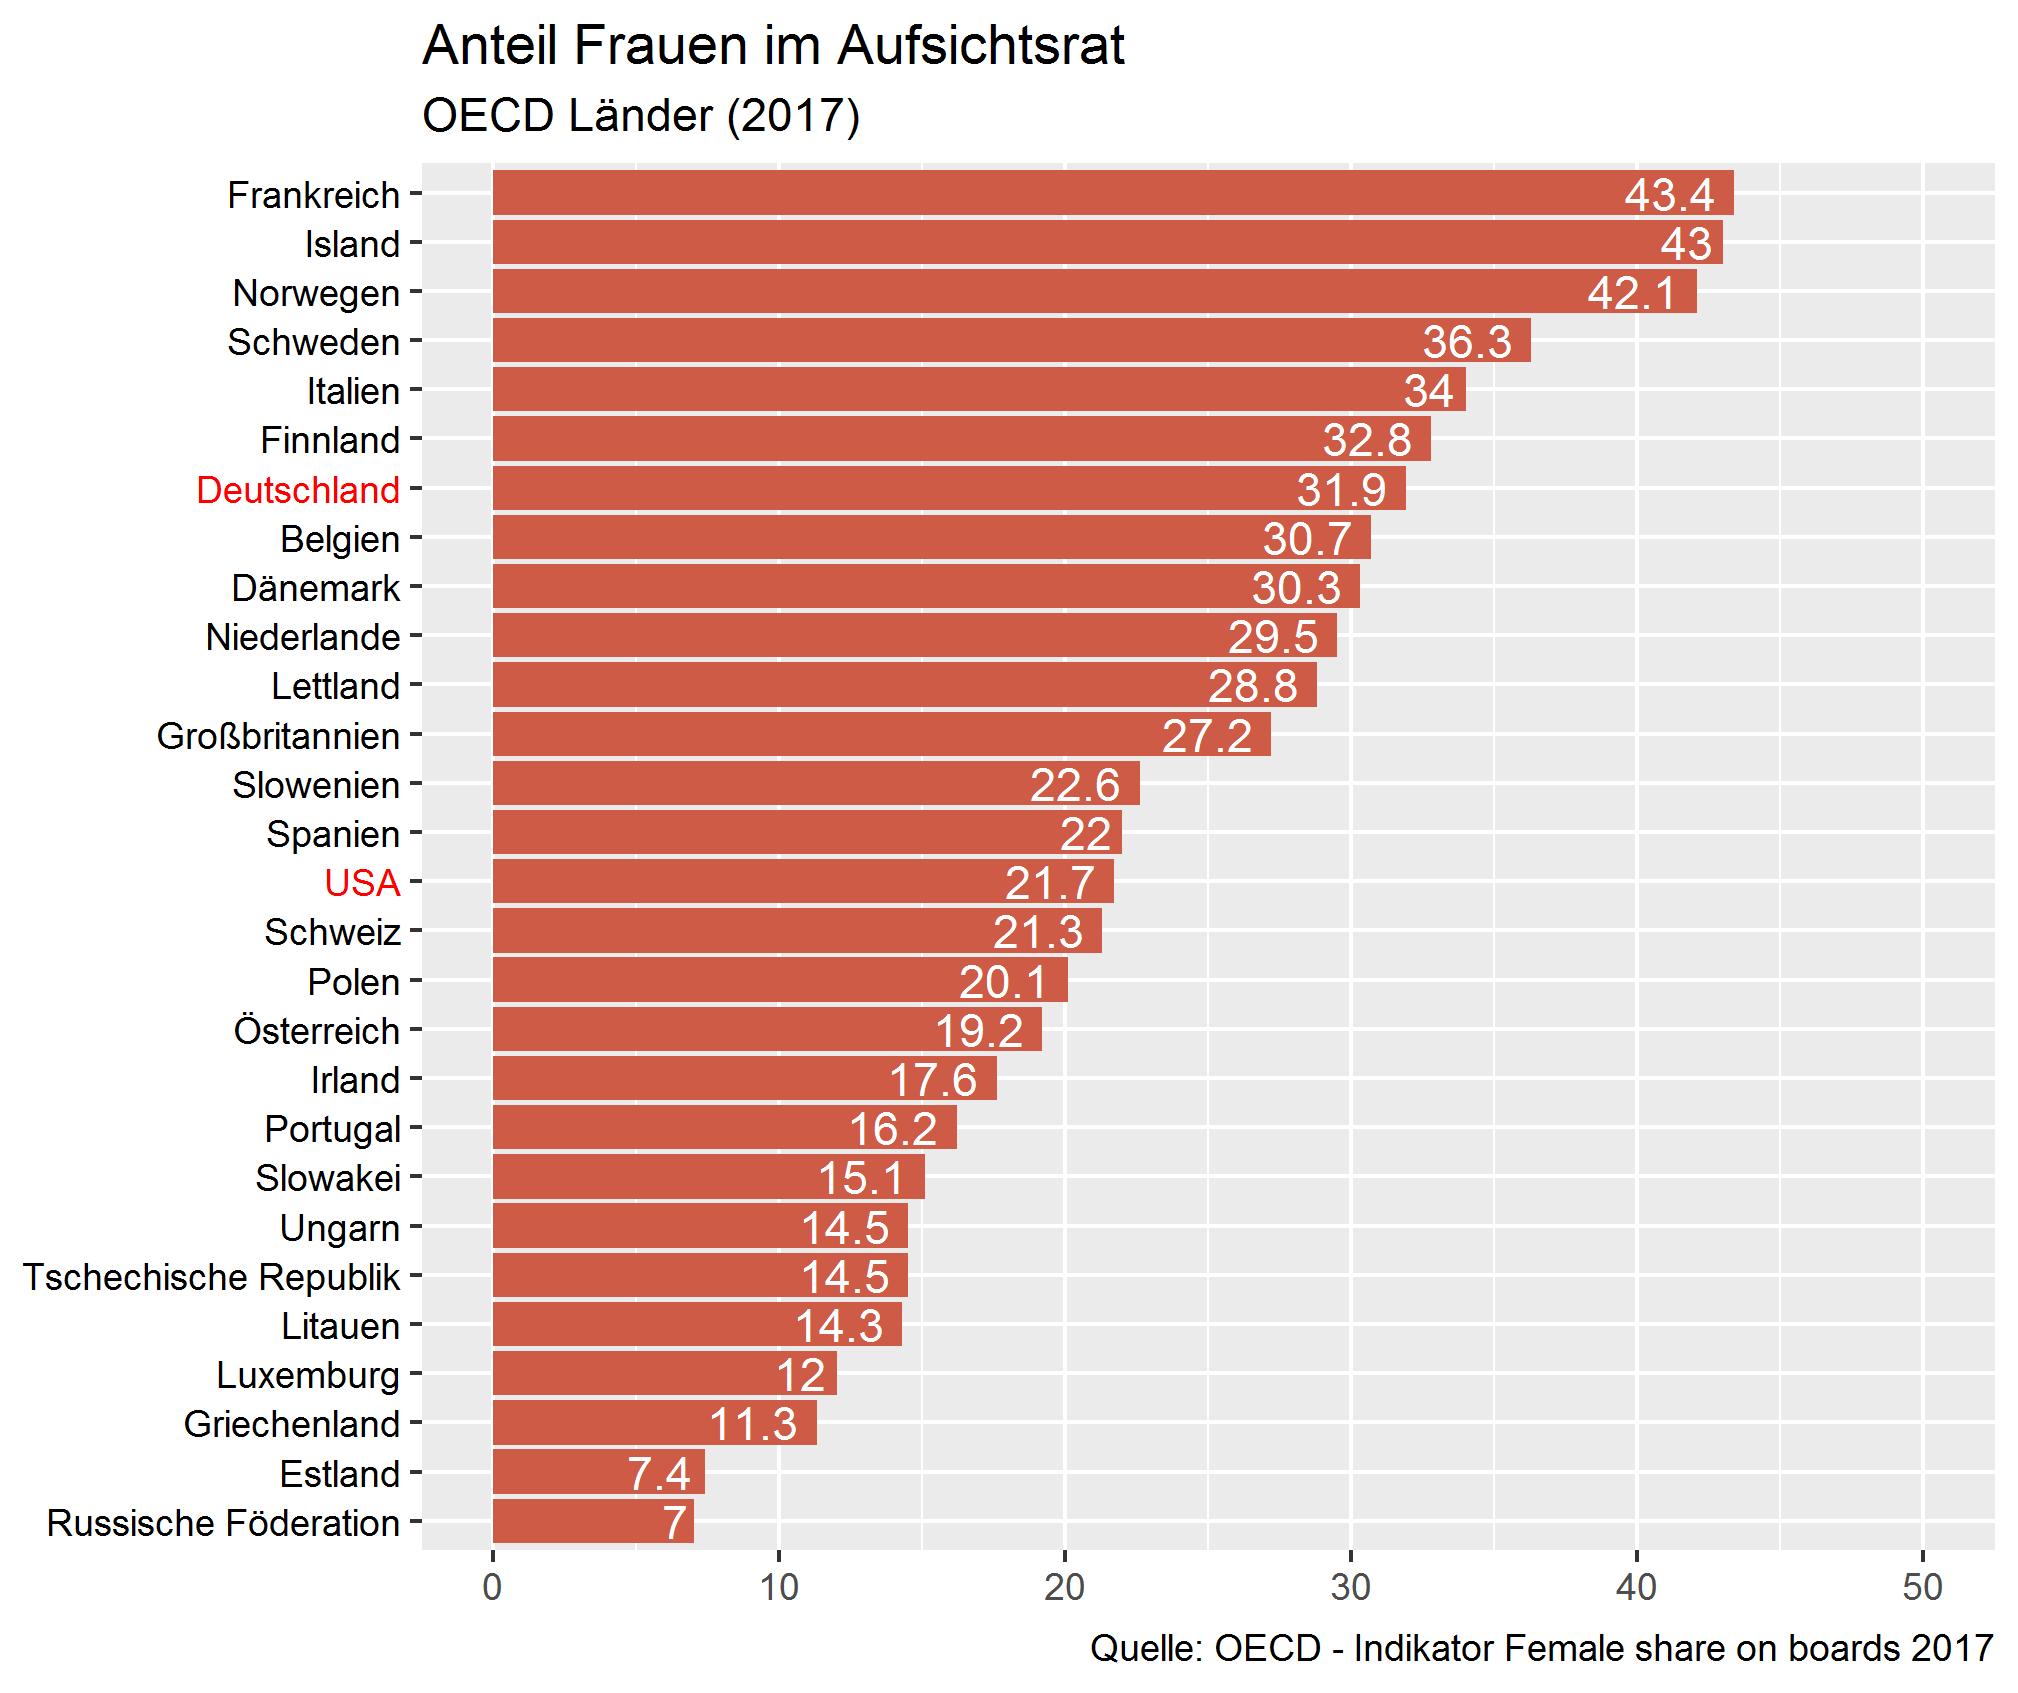 Anteil Frauen im Aufsichtsrat
OECD Länder (2017)
Frankreich 43.4
Island 43
Norwegen 42.1
Schweden 36.3
Italien 34
Finnland 32.8
Deutschland 31.9
Belgien 30.7
Dänemark 30.3
Niederlande 29.5
Lettland 28.8
Großbritannien 27.2
Slowenien 22.6
Spanien 22
USA 21.7
Schweiz 21.3
Polen 20.1
Österreich 19.2
Irland 17.6
Portugal 16.2
Slowakei 15.1
Ungarn 14.5
Tschechische Republik 14.5
Litauen 14.3
Luxemburg 12
Griechenland 11.3
Estland 7.4
Russische Föderation 7
0 10 20 30 40 50
Quelle: OECD - Indikator Female share on boards 2017